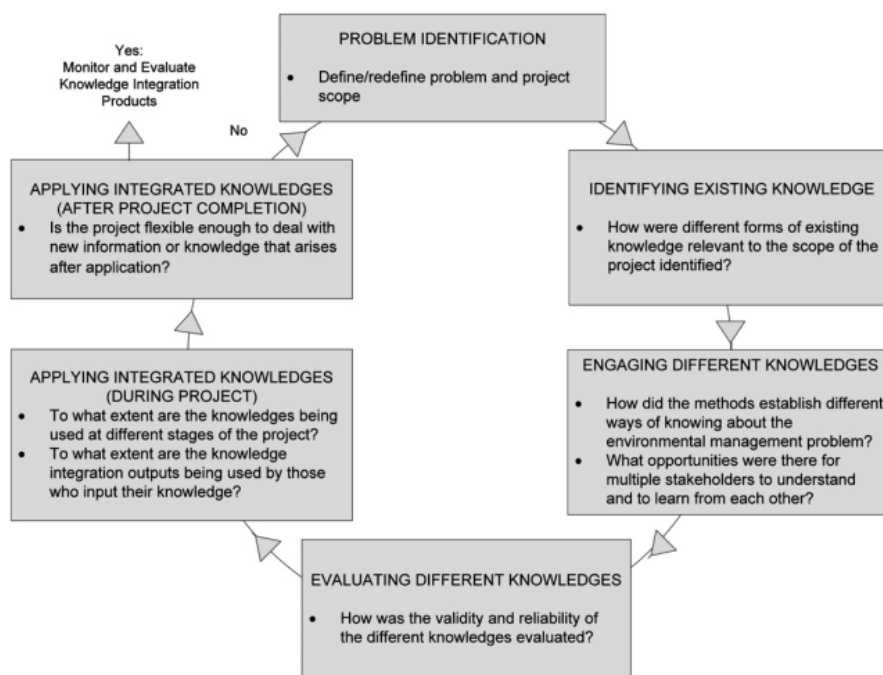 PROBLEM IDENTIFICATION
• Define/redefine problem and project
scope
Yes:
Monitor and Evaluate
Knowledge Integration
Products
No
IDENTIFYING EXISTING KNOWLEDGE
• How were different forms of existing
knowledge relevant to the scope of the
project identified?
ENGAGING DIFFERENT KNOWLEDGES
• How did the methods establish different
ways of knowing about the
environmental management problem?
• What opportunities were there for
multiple stakeholders to understand
and to learn from each other?
EVALUATING DIFFERENT KNOWLEDGES
• How was the validity and reliability of
the different knowledges evaluated?
APPLYING INTEGRATED KNOWLEDGES
(DURING PROJECT)
• To what extent are the knowledges being
used at different stages of the project?
• To what extent are the knowledge
integration outputs being used by those
who input their knowledge?
APPLYING INTEGRATED KNOWLEDGES
(AFTER PROJECT COMPLETION)
• Is the project flexible enough to deal with
new information or knowledge that arises
after application?